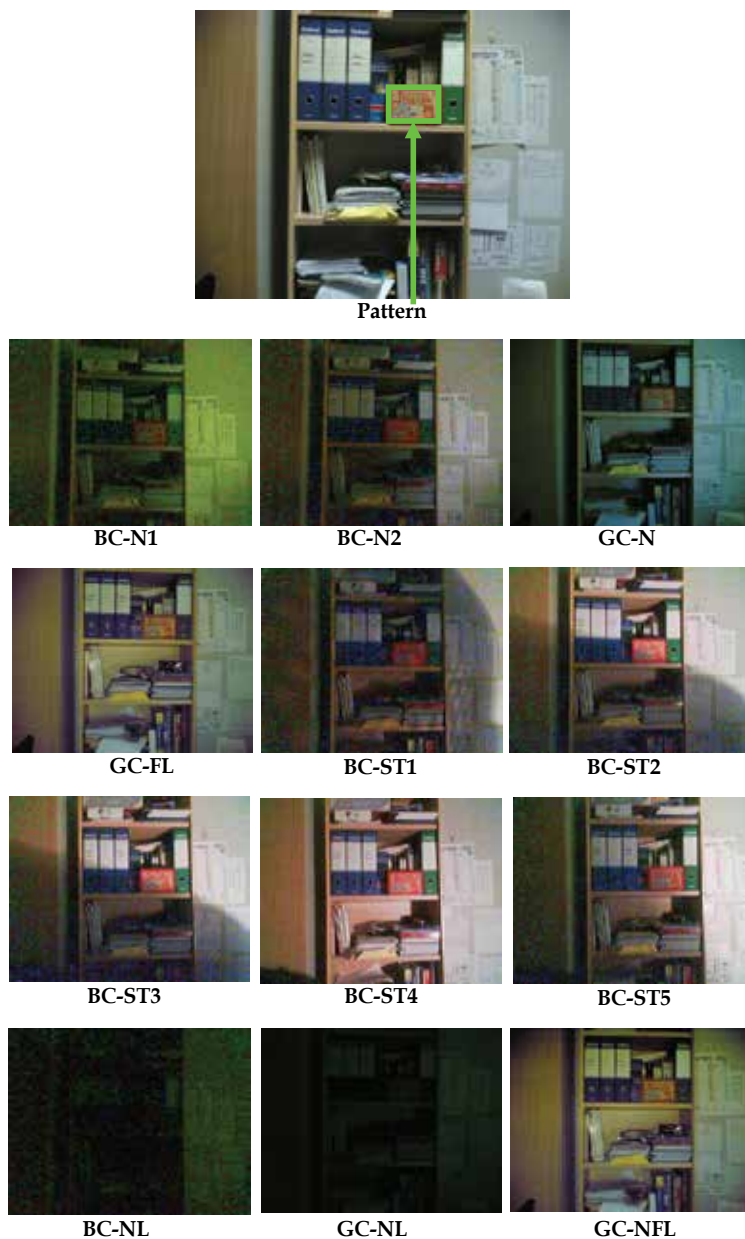 Pattern
BC-N1
BC-N2
GC-N
GC-FL
BC-ST1
BC-ST2
BC-ST3
BC-ST4
BC-ST5
BC-NL
GC-NL
GC-NFL